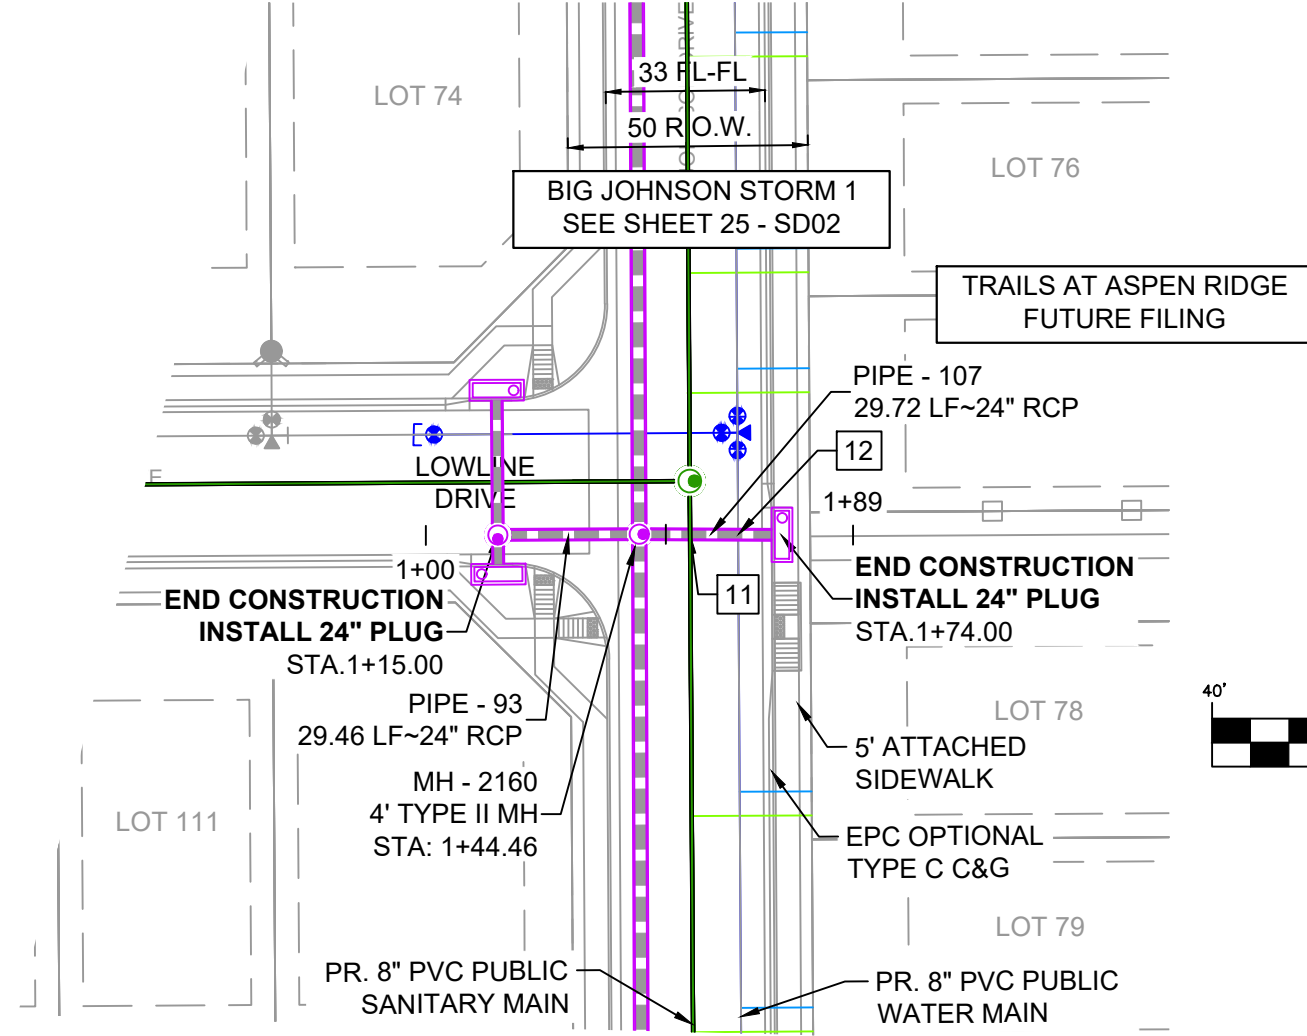 LOT 74
33 FL-FL
50 R.O.W.
LOT 76
BIG JOHNSON STORM 1
SEE SHEET 25 - SD02
TRAILS AT ASPEN RIDGE
FUTURE FILING
PIPE - 107
29.72 LF~24" RCP
12
LOWLINE
DRIVE
1+89
1+00
11
END CONSTRUCTION
INSTALL 24" PLUG
STA.1+15.00
END CONSTRUCTION
INSTALL 24" PLUG
STA.1+74.00
PIPE - 93
29.46 LF~24" RCP
40'
LOT 78
5' ATTACHED
SIDEWALK
MH - 2160
4' TYPE II MH
STA: 1+44.46
LOT 111
EPC OPTIONAL
TYPE C C&G
LOT 79
PR. 8" PVC PUBLIC
SANITARY MAIN
PR. 8" PVC PUBLIC
WATER MAIN